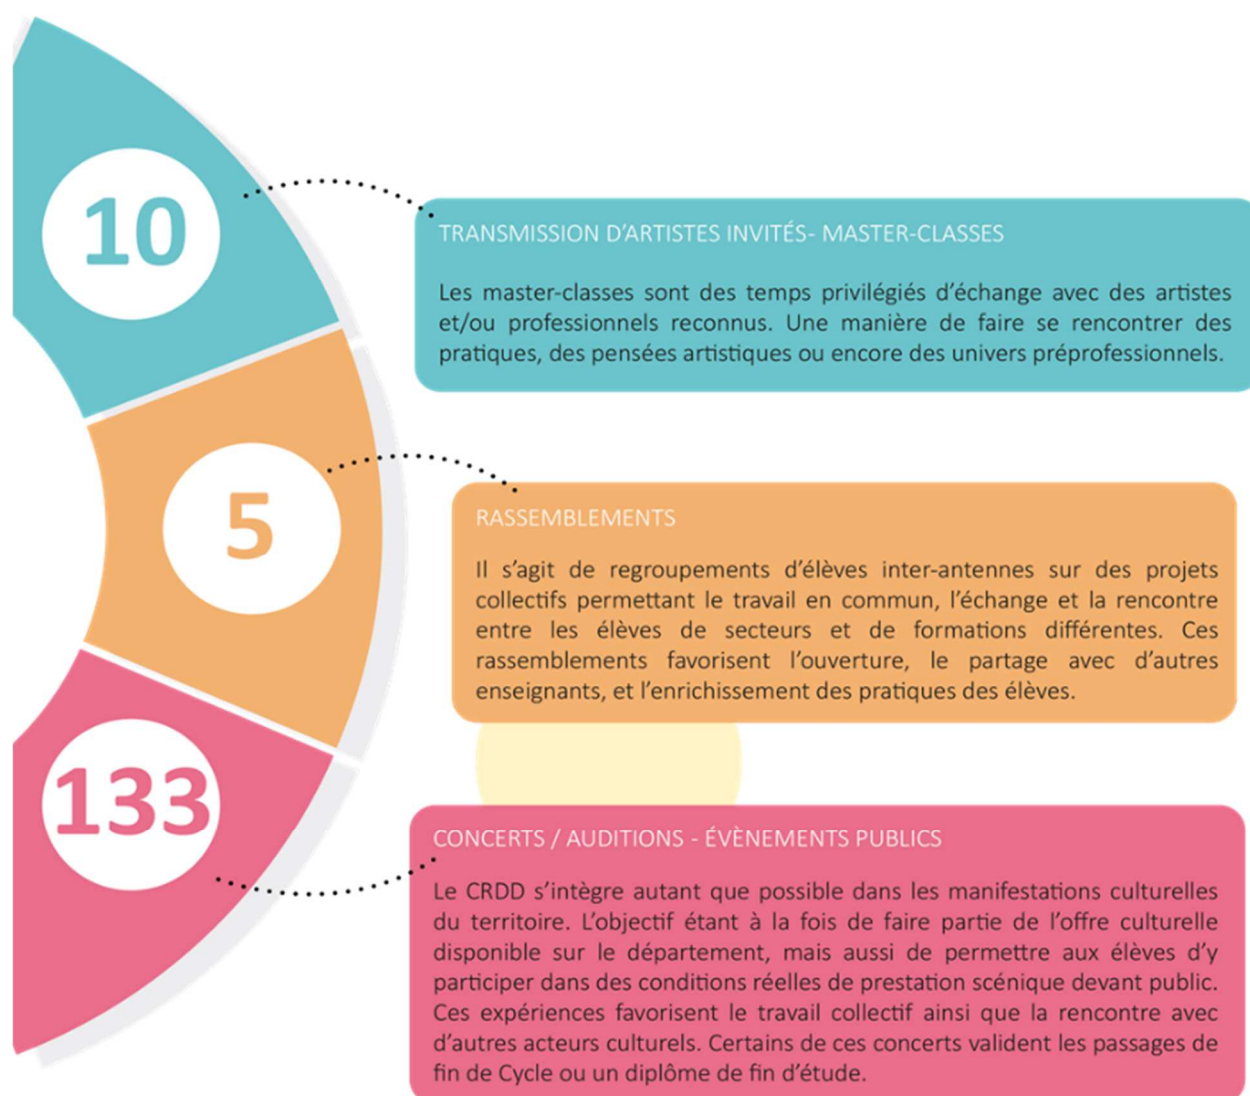 10
TRANSMISSION D'ARTISTES INVITÉS- MASTER-CLASSES
Les master-classes sont des temps privilégiés d'échange avec des artistes
et/ou professionnels reconnus. Une manière de faire se rencontrer des
pratiques, des pensées artistiques ou encore des univers préprofessionnels.
5
RASSEMBLEMENTS
Il s'agit de regroupements d'élèves inter-antennes sur des projets
collectifs permettant le travail en commun, l'échange et la rencontre
entre les élèves de secteurs et de formations différentes. Ces
rassemblements favorisent l'ouverture, le partage avec d'autres
enseignants, et l'enrichissement des pratiques des élèves.
133
CONCERTS / AUDITIONS - ÉVÈNEMENTS PUBLICS
Le CRDD s'intègre autant que possible dans les manifestations culturelles
du territoire. L'objectif étant à la fois de faire partie de l'offre culturelle
disponible sur le département, mais aussi de permettre aux élèves d'y
participer dans des conditions réelles de prestation scénique devant public.
Ces expériences favorisent le travail collectif ainsi que la rencontre avec
d'autres acteurs culturels. Certains de ces concerts valident les passages de
fin de Cycle ou un diplôme de fin d'étude.